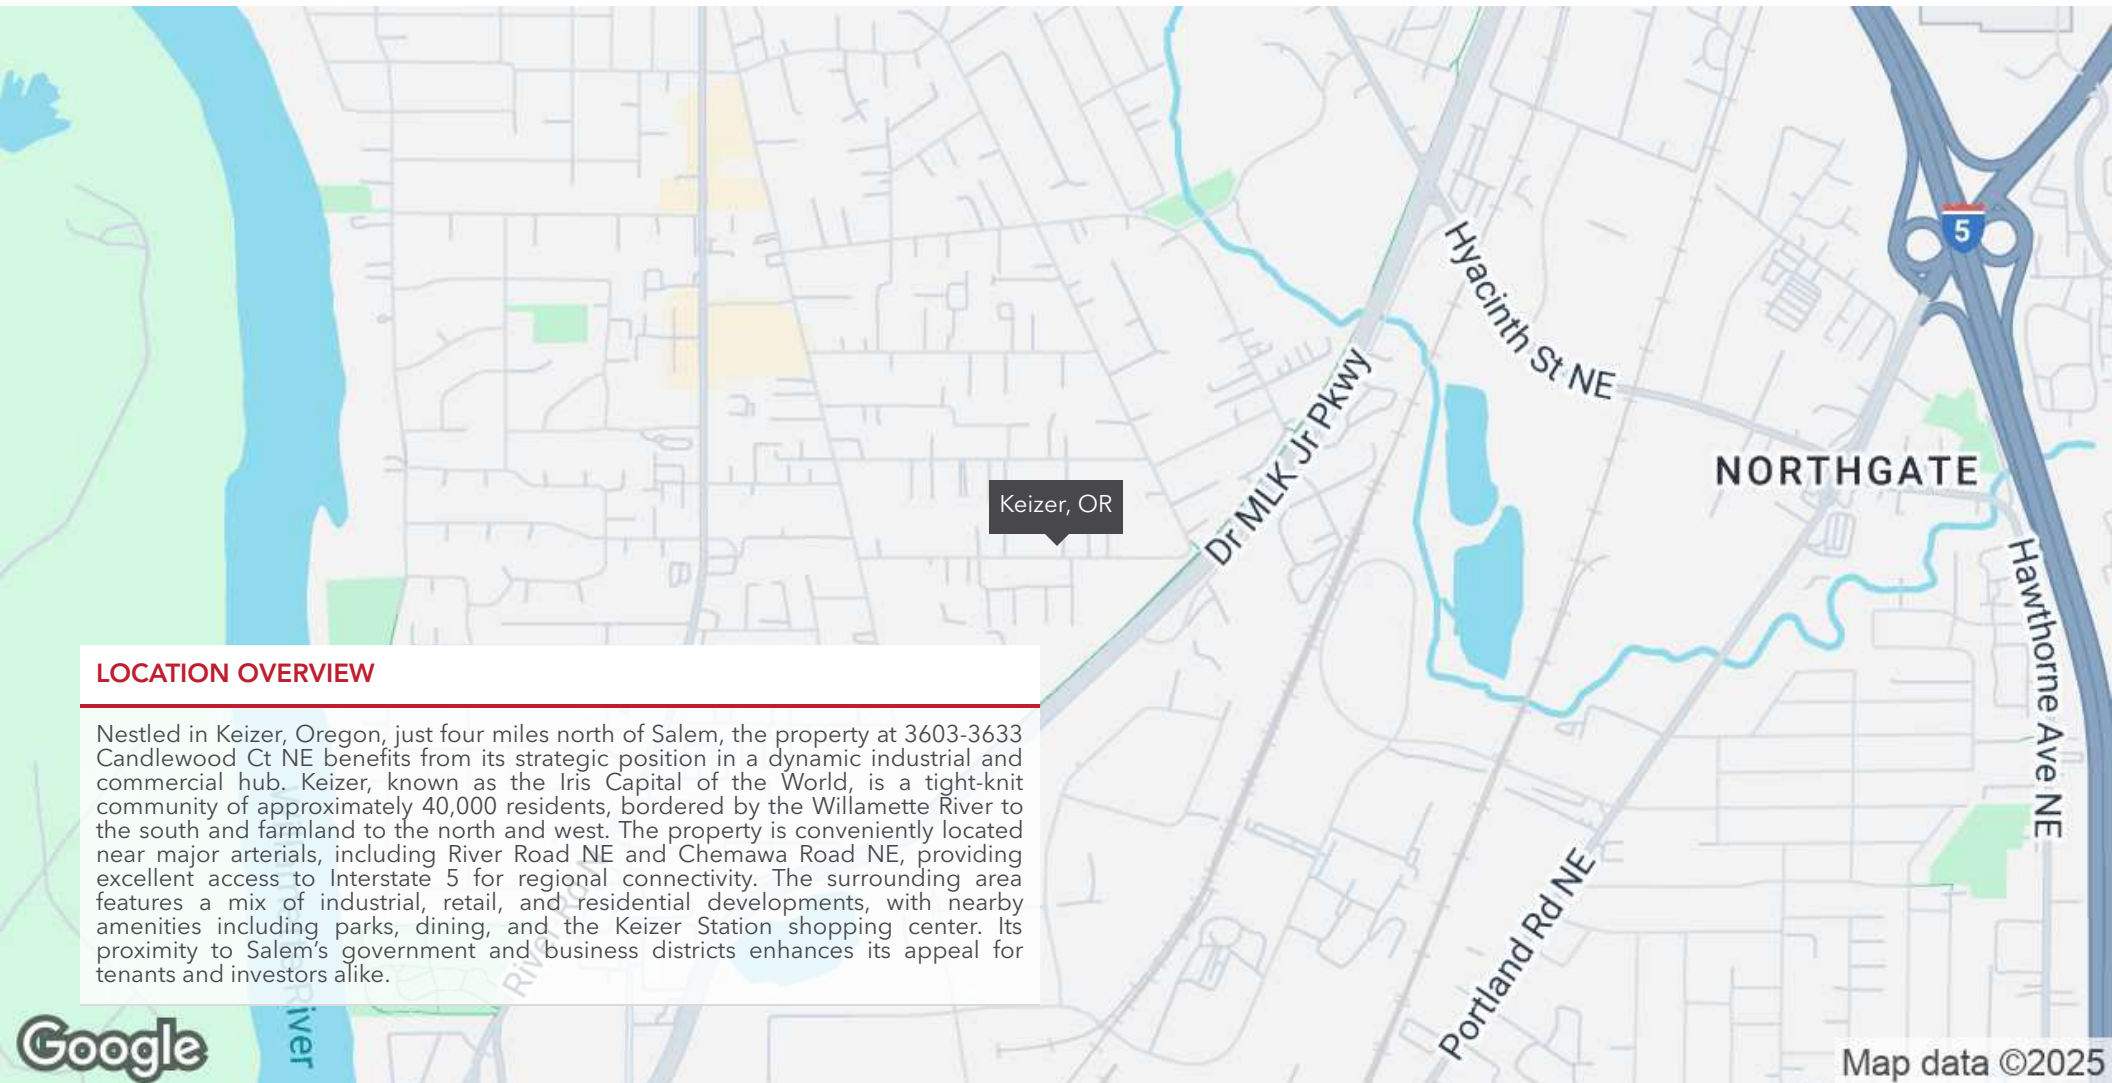 5
Hyacinth St NE
Dr MLK Jr Pkwy
NORTHGATE
Keizer, OR
Hawthorne Ave NE
LOCATION OVERVIEW
Nestled in Keizer, Oregon, just four miles north of Salem, the property at 3603-3633
Candlewood Ct NE benefits from its strategic position in a dynamic industrial and
commercial hub. Keizer, known as the Iris Capital of the World, is a tight-knit
community of approximately 40,000 residents, bordered by the Willamette River to
the south and farmland to the north and west. The property is conveniently located
near major arterials, including River Road NE and Chemawa Road NE, providing
excellent access to Interstate 5 for regional connectivity. The surrounding area
features a mix of industrial, retail, and residential developments, with nearby
amenities including parks, dining, and the Keizer Station shopping center. Its
proximity to Salem's government and business districts enhances its appeal for
tenants and investors alike.
River Rd N
Willamette River
Portland Rd NE
Google
Map data ©2025